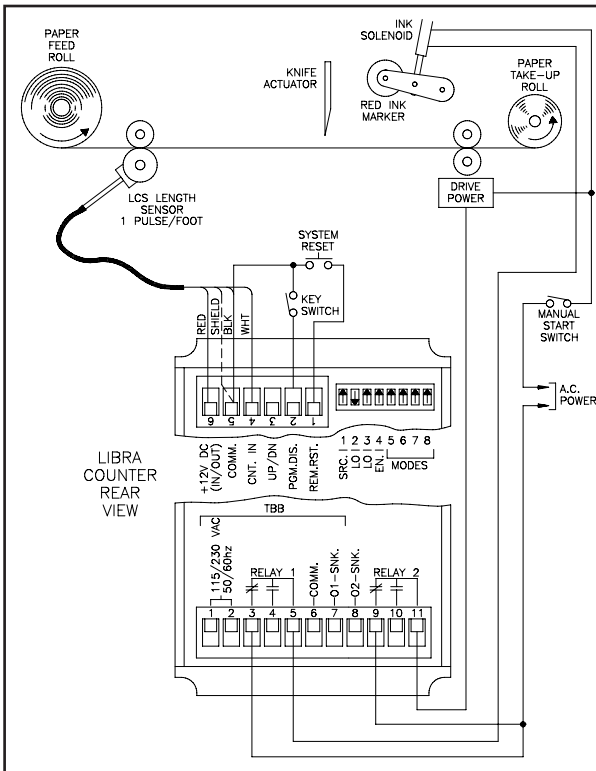 PAPER
FEED
ROLL
INK
SOLENOID
KNIFE
ACTUATOR
RED INK
MARKER
PAPER
TAKE-UP
ROLL
LCS LENGTH
SENSOR
1 PULSE/FOOT
DRIVE
POWER
SYSTEM
RESET
KEY
SWITCH
MANUAL
START
SWITCH
A.C.
POWER
RED
SHIELD
BLK
WHT
6 5 4 3 2 1
1 2 3 4 5 6 7 8
+12V DC
(IN/OUT)
COMM.
CNT. IN
UP/DN
PGM.DIS.
REM.RST.
SRC.
LO
LO
EN.
MODES
LIBRA
COUNTER
REAR
VIEW
TBB
115/230 VAC
50/60hz
RELAY 1
COMM.
O1-SNK.
O2-SNK.
RELAY 2
1 2 3 4 5 6 7 8 9 10 11